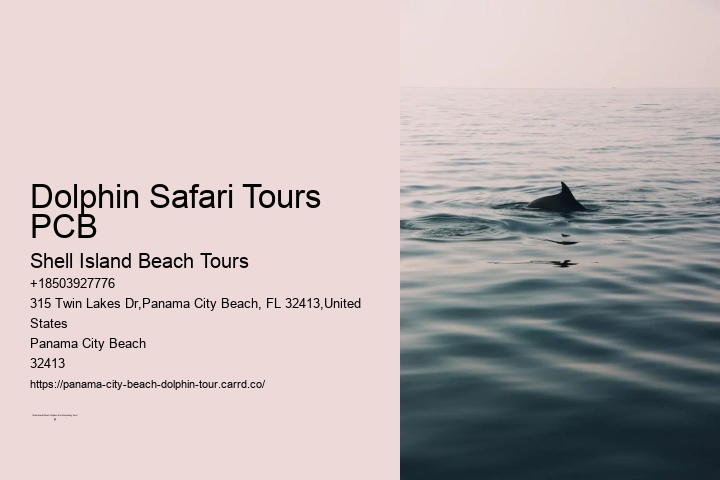 Dolphin Safari Tours
PCB
Shell Island Beach Tours
+18503927776
315 Twin Lakes Dr,Panama City Beach, FL 32413,United
States
Panama City Beach
32413
https://panama-city-beach-dolphin-tour.carrd.co/